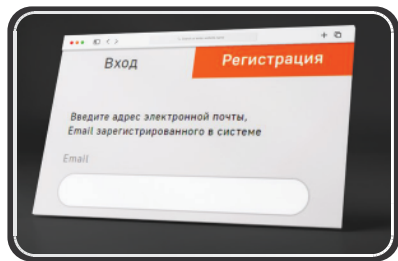 Вход
Регистрация
Введите адрес электронной почты,
Email зарегистрированного в системе
Email